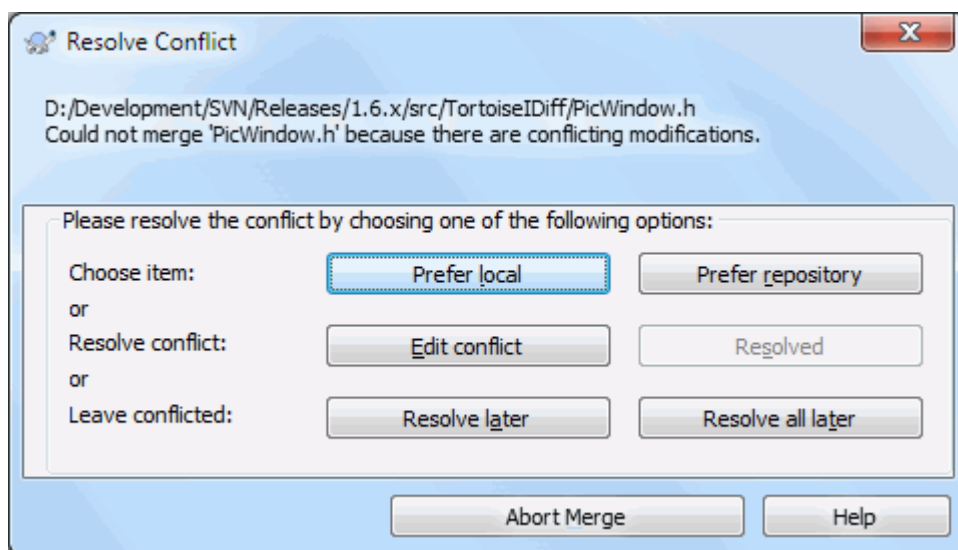 Resolve Conflict
D:/Development/SVN/Releases/1.6.x/src/TortoiseIDiff/PicWindow.h
Could not merge 'PicWindow.h' because there are conflicting modifications.
Please resolve the conflict by choosing one of the following options:
Choose item: Prefer local Prefer repository
or
Resolve conflict: Edit conflict Resolved
or
Leave conflicted: Resolve later Resolve all later
Abort Merge Help